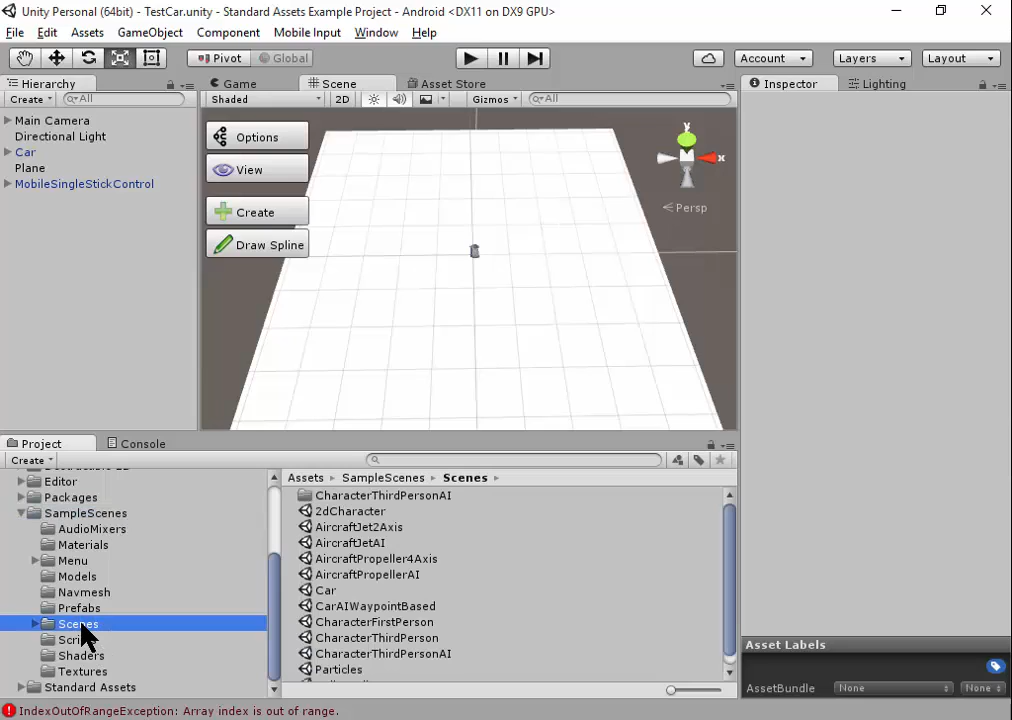 Unity Personal (64bit) - TestCar.unity - Standard Assets Example Project - Android <DX11 on DX9 GPU>
File Edit Assets GameObject Component Mobile Input Window Help
Pivot Global Account Layers Layout
Hierarchy Game Scene Asset Store Inspector Lighting
Create All Shaded 2D Gizmos All
Main Camera
Directional Light
Car
Plane
MobileSingleStickControl
Options
View
Create
Draw Spline
y
x
Persp
Project Console
Create
Editor
Packages
SampleScenes
AudioMixers
Materials
Menu
Models
Navmesh
Prefabs
Scenes
Shaders
Textures
Standard Assets
Assets SampleScenes Scenes
CharacterThirdPersonAI
2dCharacter
AircraftJet2Axis
AircraftJetAI
AircraftPropeller4Axis
AircraftPropellerAI
Car
CarAIWaypointBased
CharacterFirstPerson
CharacterThirdPerson
CharacterThirdPersonAI
Particles
Asset Labels
AssetBundle None None
IndexOutOfRangeException: Array index is out of range.